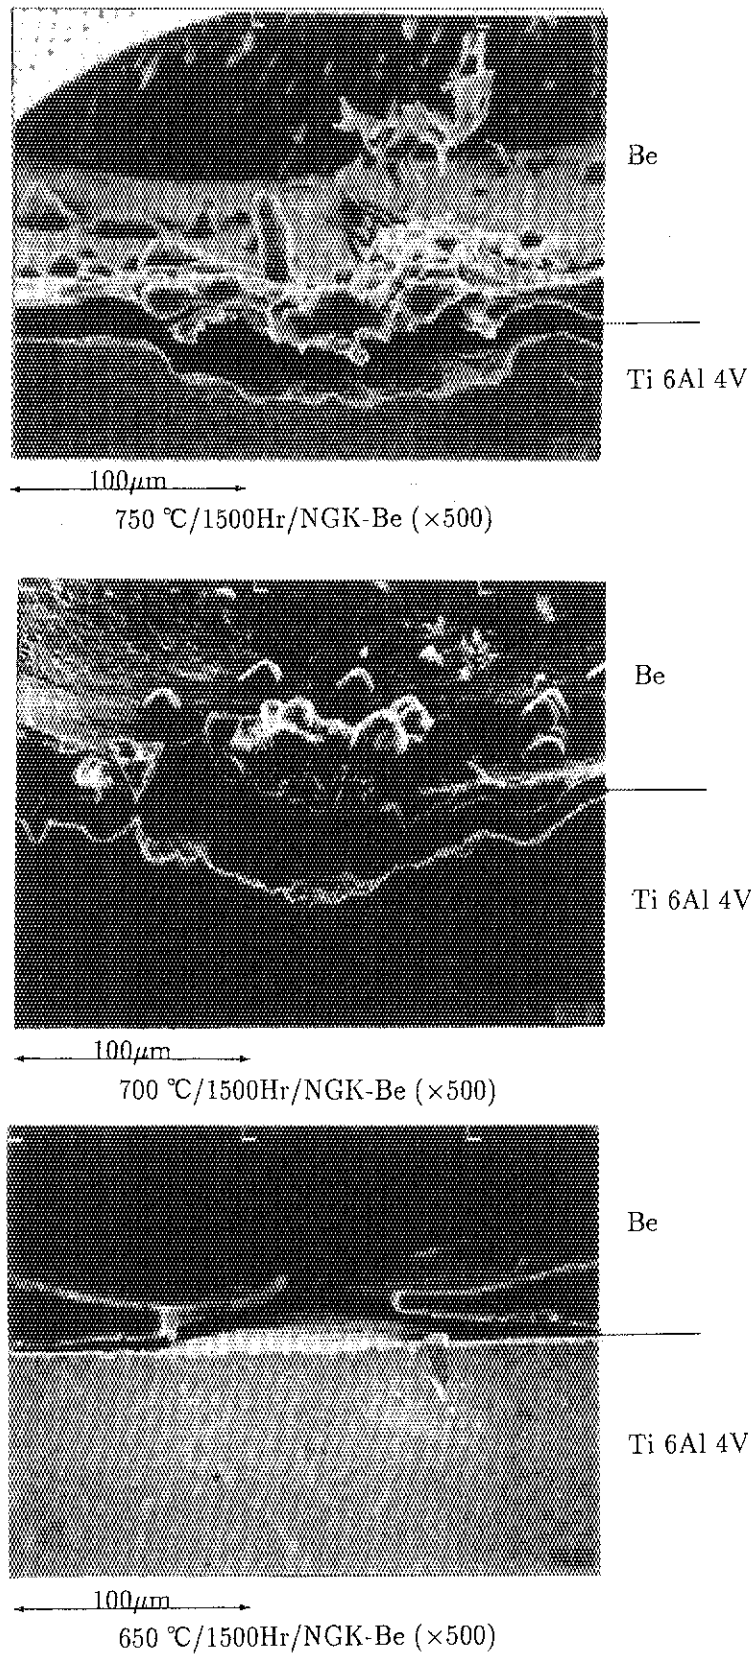 Be
Ti 6Al 4V
100μm
750 ℃/1500Hr/NGK-Be (×500)
Be
Ti 6Al 4V
100μm
700 ℃/1500Hr/NGK-Be (×500)
Be
Ti 6Al 4V
100μm
650 ℃/1500Hr/NGK-Be (×500)